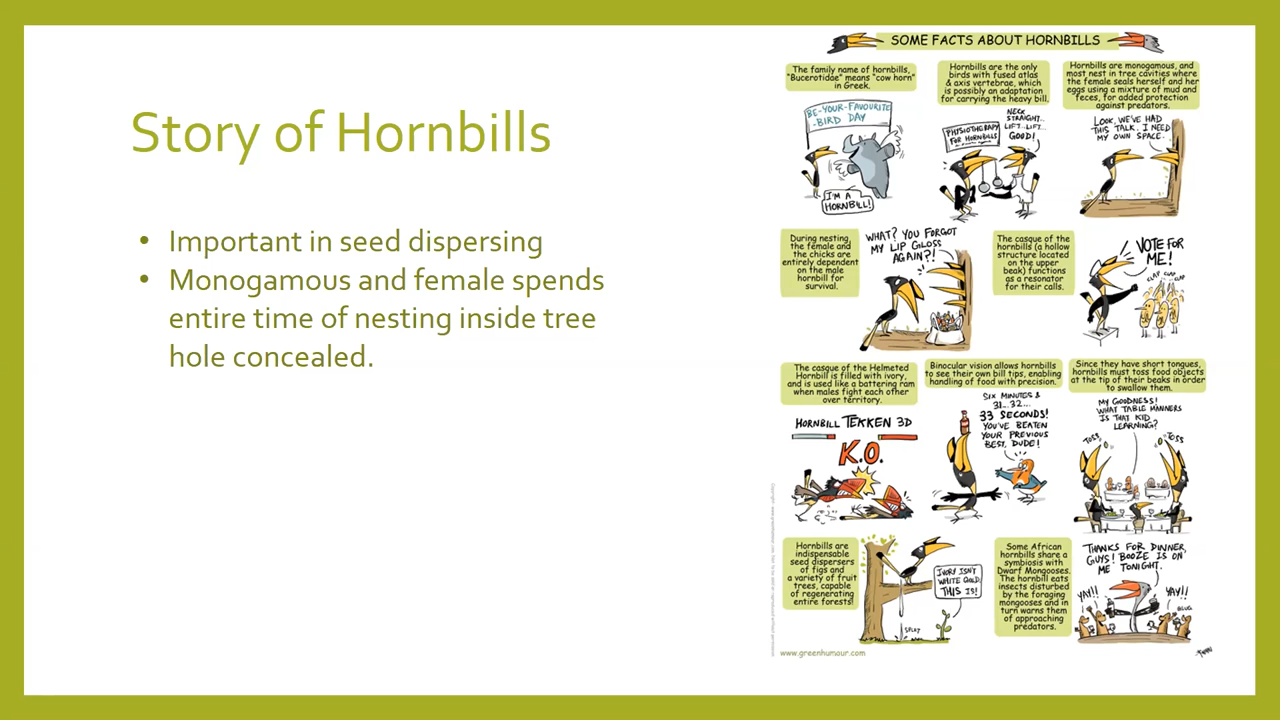 Story of Hornbills
• Important in seed dispersing
• Monogamous and female spends
entire time of nesting inside tree
hole concealed.
SOME FACTS ABOUT HORNBILLS
The family name of hornbills,
"Bucerotidae" means "cow horn"
in Greek.
BE-YOUR-FAVOURITE
-BIRD DAY
I'M A
HORNBILL!
Hornbills are the only
birds with fused atlas
& axis vertebrae, which
is possibly an adaptation
for carrying the heavy bill.
PHYSIOTHERAPY
FOR HORNBILLS
NECK
STRAIGHT..
LIFT..LIFT..
GOOD!
Hornbills are monogamous, and
most nest in tree cavities where
the female seals herself and her
eggs using a mixture of mud and
feces, for added protection
against predators.
LOOK, WE'VE HAD
THIS TALK. I NEED
MY OWN SPACE.
During nesting,
the female and
the chicks are
entirely dependent
on the male
hornbill for
survival.
WHAT? YOU FORGOT
MY LIP GLOSS
AGAIN?!
The casque of the
hornbills (a hollow
structure located
on the upper
beak) functions
as a resonator
for their calls.
VOTE FOR
ME!
CLAP CLAP CLAP
The casque of the Helmeted
Hornbill is filled with ivory,
and is used like a battering ram
when males fight each other
over territory.
HORNBILL TEKKEN 3D
K.O.
Binocular vision allows hornbills
to see their own bill tips, enabling
handling of food with precision.
SIX MINUTES &
31...32...
33 SECONDS!
YOU'VE BEATEN
YOUR PREVIOUS
BEST, DUDE!
Since they have short tongues,
hornbills must toss food objects
at the tip of their beaks in order
to swallow them.
MY GOODNESS!
WHAT TABLE MANNERS
IS THAT KID
LEARNING?
TOSS
TOSS
Hornbills are
indispensable
seed dispersers
of figs and
a variety of fruit
trees, capable
of regenerating
entire forests!
IVORY ISN'T
WHITE GOLD,
THIS IS!
SPLOT
Some African
hornbills share a
symbiosis with
Dwarf Mongooses.
The hornbill eats
insects disturbed
by the foraging
mongooses and in
turn warns them
of approaching
predators.
THANKS FOR DINNER,
GUYS! BOOZE IS ON
ME TONIGHT.
YAY!!
YAY!!
GLUG
www.greenhumour.com